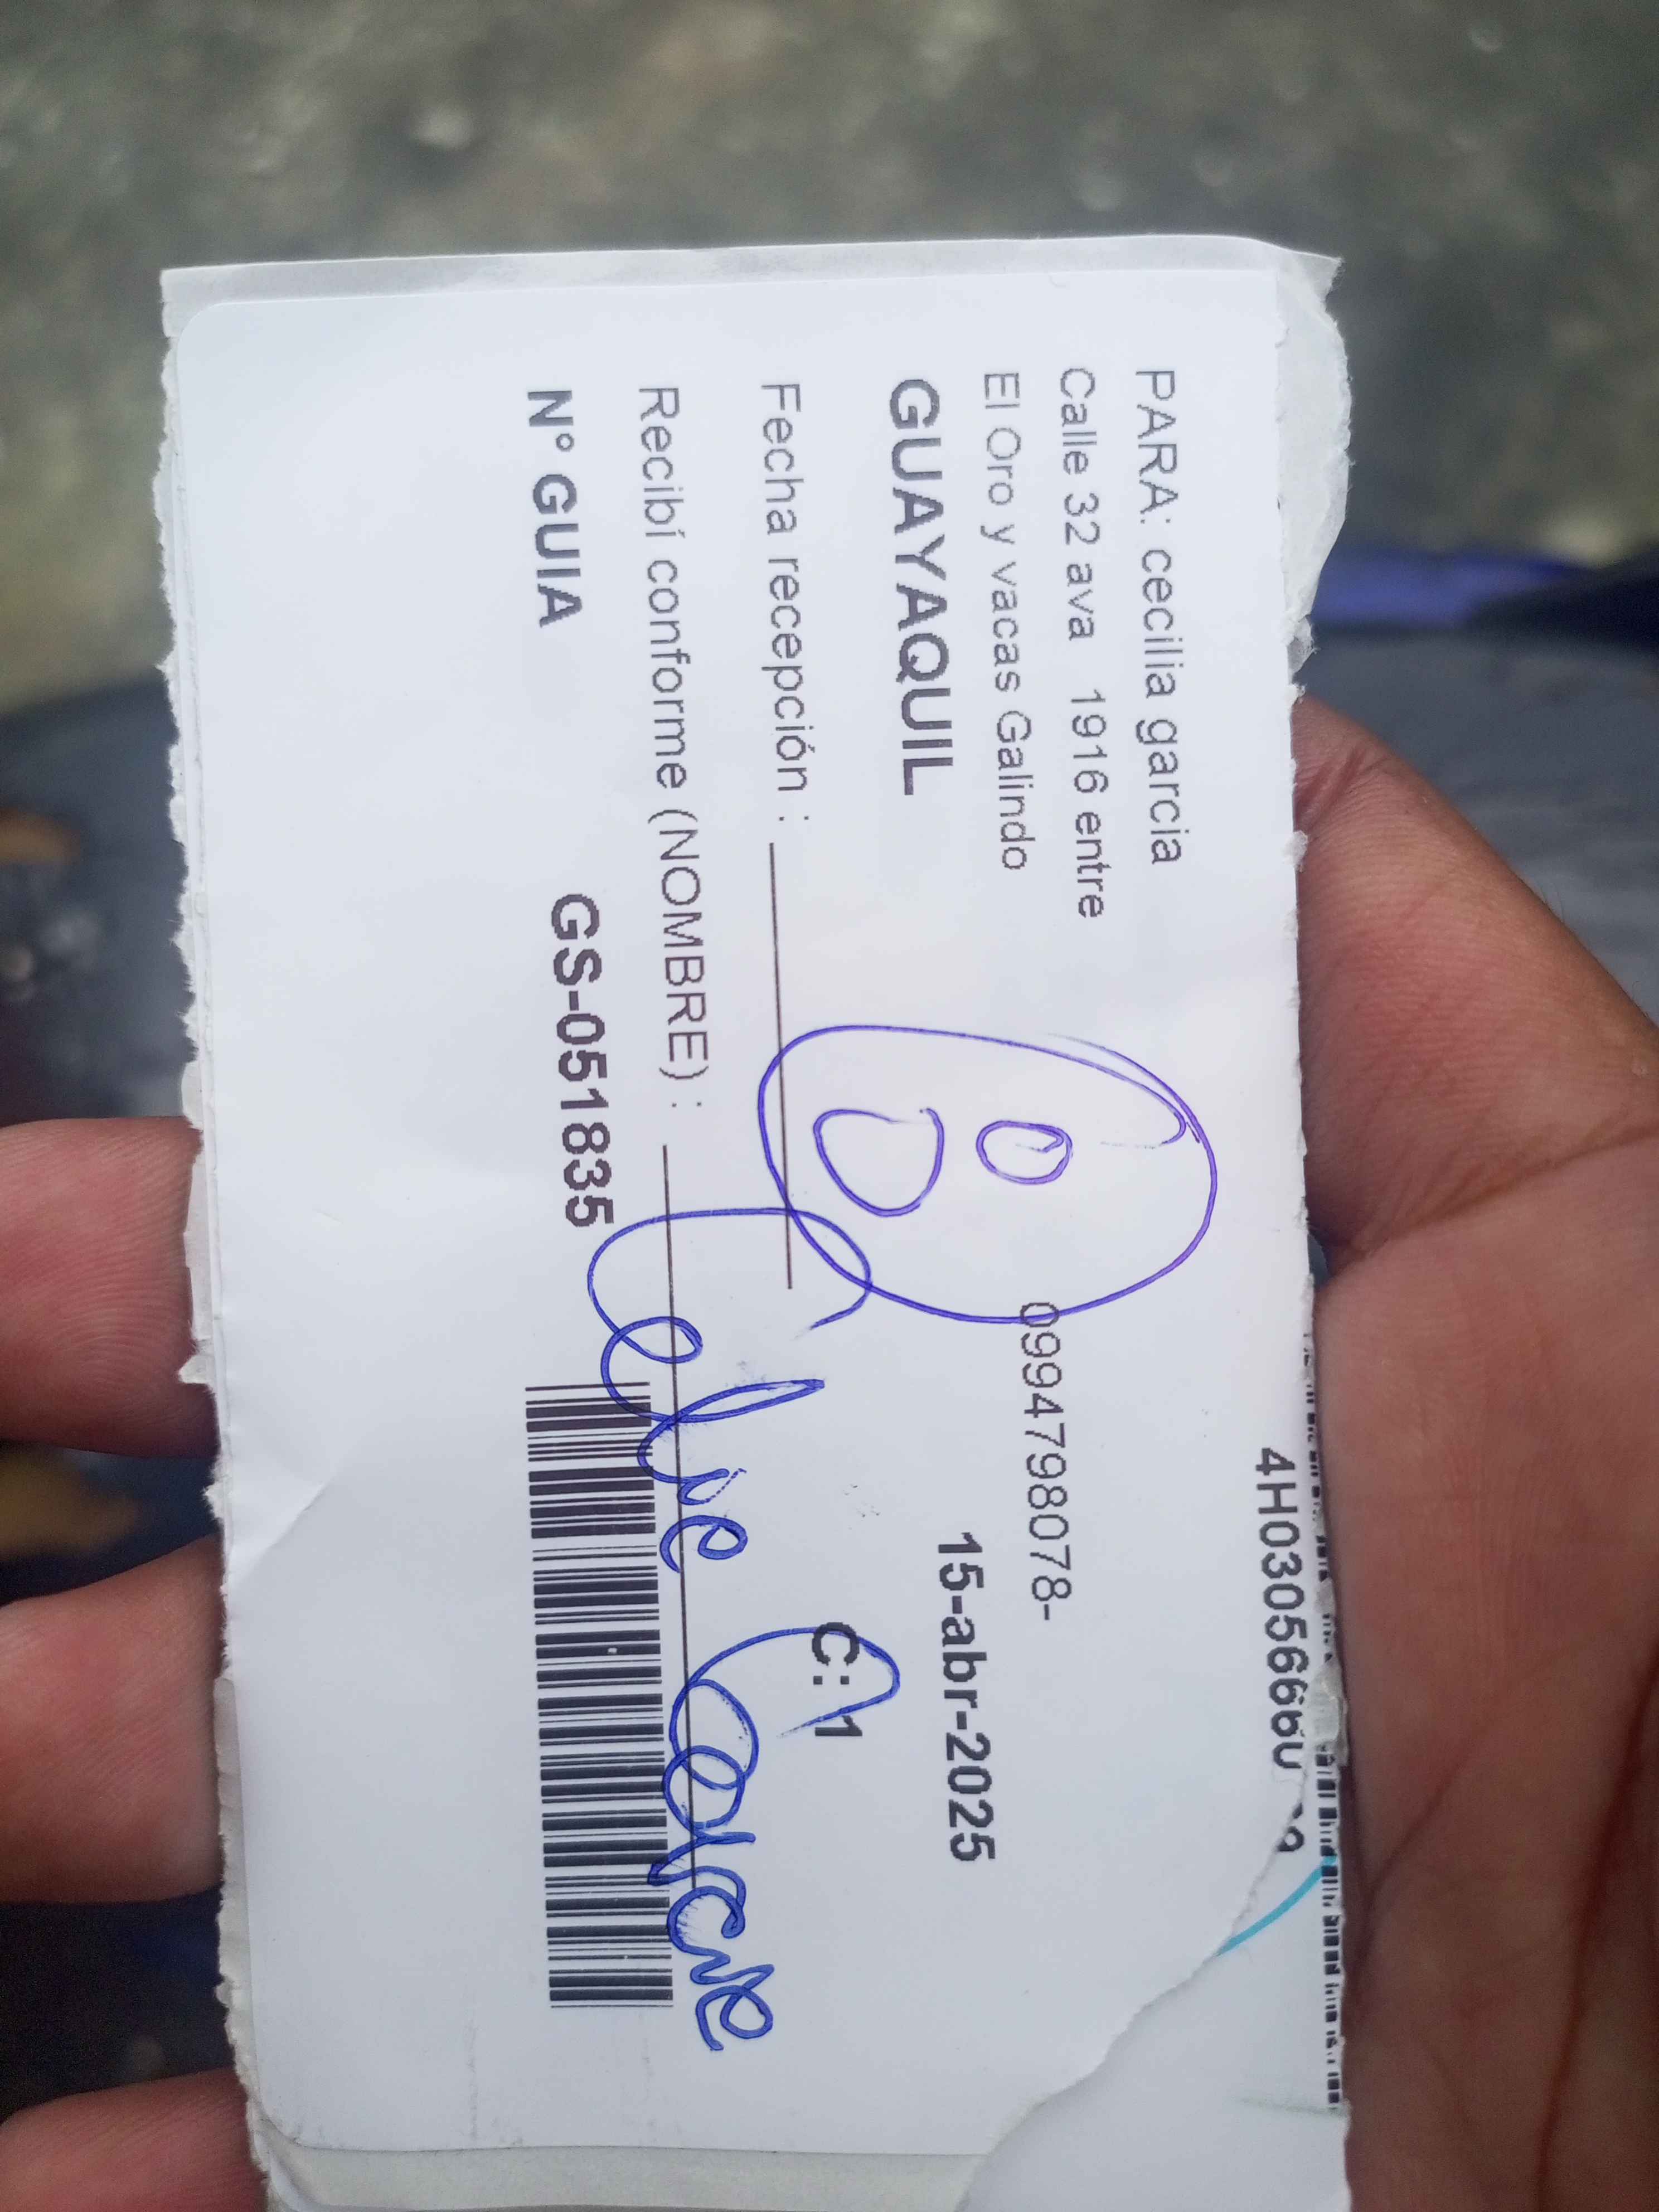 4H03056660
PARA: cecilia garcia
Calle 32 ava 1916 entre
El Oro y vacas Galindo
0994798078-
GUAYAQUIL
15-abr-2025
Fecha recepción :
C: 1
Recibí conforme (NOMBRE) :
N° GUIA GS-051835